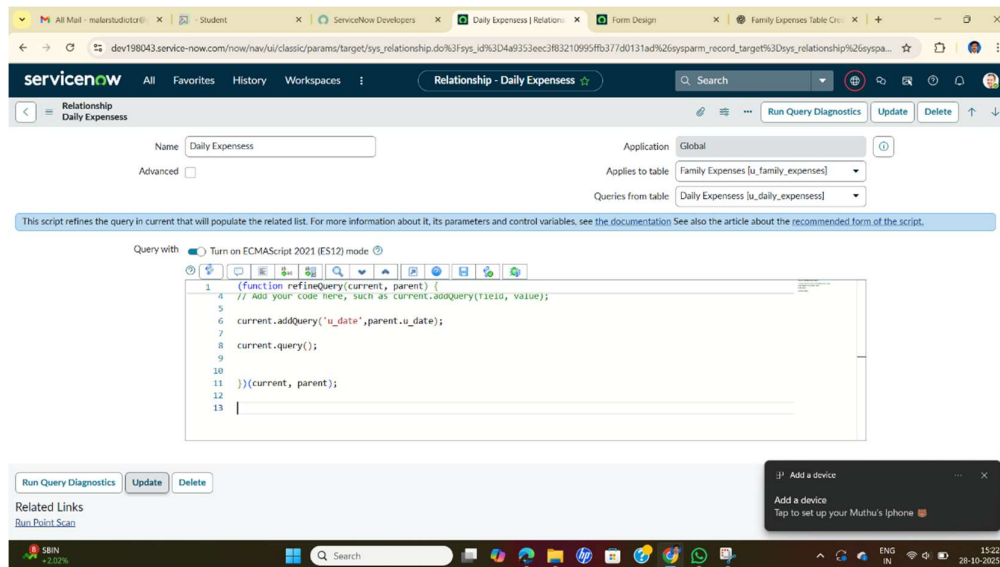 All Mail - malarstudiotcr@
- Student
ServiceNow Developers
Daily Expensess | Relations
Form Design
Family Expenses Table Cre
dev198043.service-now.com/now/nav/ui/classic/params/target/sys_relationship.do%3Fsys_id%3D4a9353eec3f83210995ffb377d0131ad%26sysparm_record_target%3Dsys_relationship%26syspa...
servicenow All Favorites History Workspaces Relationship - Daily Expensess Search
Relationship
Daily Expensess
Run Query Diagnostics Update Delete
Name Daily Expensess Application Global
Advanced Applies to table Family Expenses [u_family_expenses]
Queries from table Daily Expensess [u_daily_expensess]
This script refines the query in current that will populate the related list. For more information about it, its parameters and control variables, see the documentation See also the article about the recommended form of the script.
Query with Turn on ECMAScript 2021 (ES12) mode
1 (function refineQuery(current, parent) {
4 // Add your code here, such as current.addQuery(field, value);
5
6 current.addQuery('u_date',parent.u_date);
7
8 current.query();
9
10
11 })(current, parent);
12
13
Run Query Diagnostics Update Delete
Related Links
Run Point Scan
Add a device
Add a device
Tap to set up your Muthu's Iphone
SBIN
+2.02%
Search
ENG
IN
15:22
28-10-2025